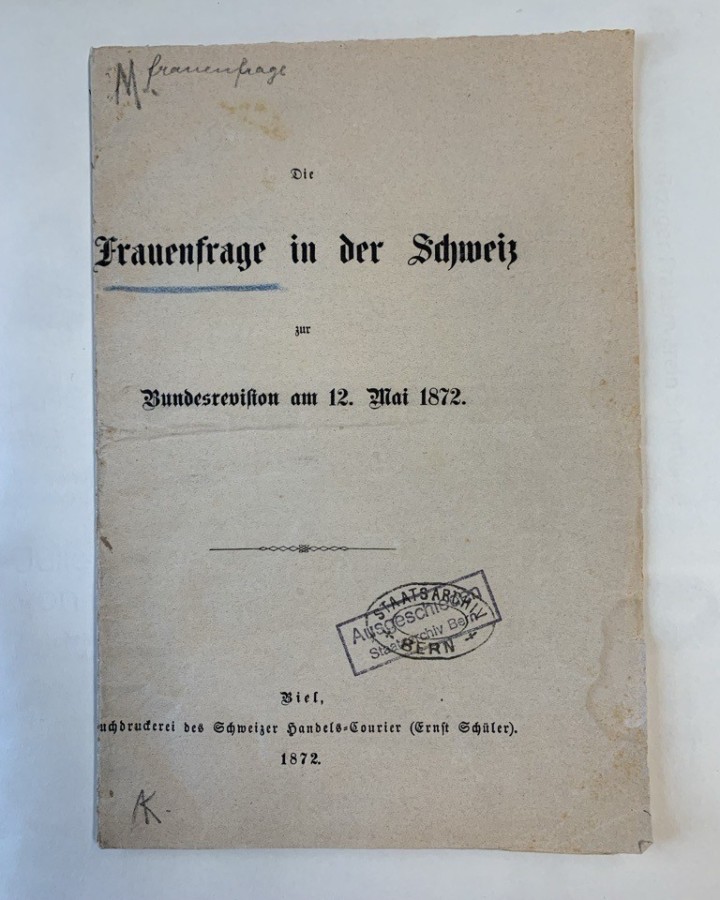 M. Frauenfrage
Die
Frauenfrage in der Schweiz
zur
Bundesrevision am 12. Mai 1872.
STAATSARCHIV
Ausgeschieden
Staatsarchiv Bern
BERN
Biel,
uchdruckerei des Schweizer Handels-Courier (Ernst Schüler).
1872.
AK.